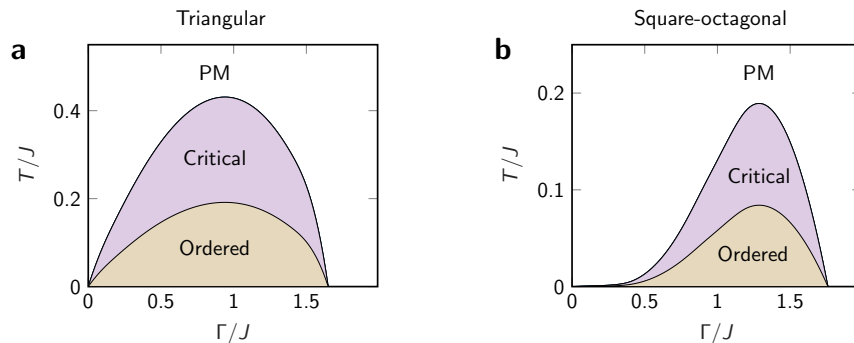 Triangular
a
PM
0.4
Critical
T/J
0.2
Ordered
0
0 0.5 1 1.5
Γ/J
Square-octagonal
b
PM
0.2
T/J
Critical
0.1
Ordered
0
0 0.5 1 1.5
Γ/J